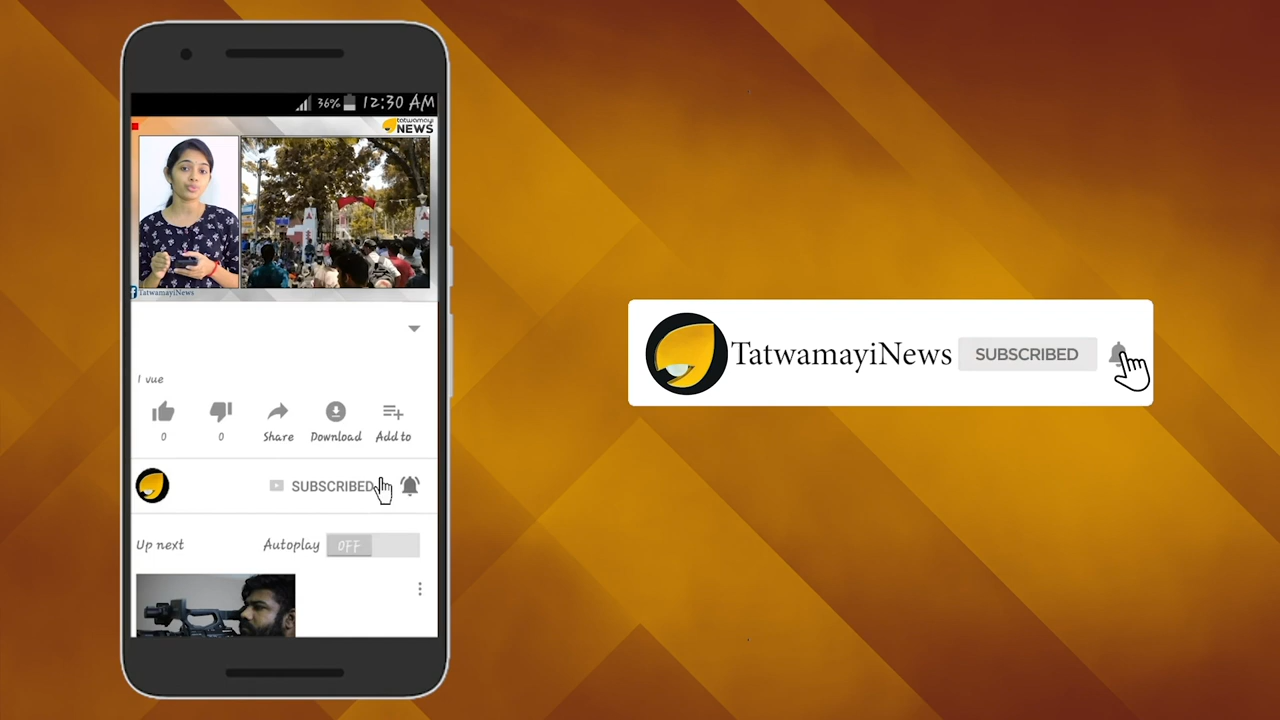 36% 12:30 AM
tatwamayi
NEWS
TatwamayiNews
1 vue
0 0 Share Download Add to
SUBSCRIBED
Up next Autoplay OFF
TatwamayiNews SUBSCRIBED